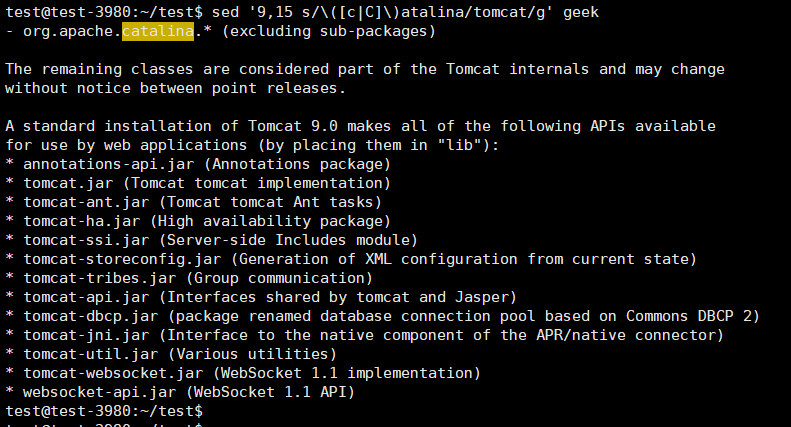 test@test-3980:~/test$ sed '9,15 s/\([c|C]\)atalina/tomcat/g' geek
- org.apache.catalina.* (excluding sub-packages)
The remaining classes are considered part of the Tomcat internals and may change
without notice between point releases.
A standard installation of Tomcat 9.0 makes all of the following APIs available
for use by web applications (by placing them in "lib"):
* annotations-api.jar (Annotations package)
* tomcat.jar (Tomcat tomcat implementation)
* tomcat-ant.jar (Tomcat tomcat Ant tasks)
* tomcat-ha.jar (High availability package)
* tomcat-ssi.jar (Server-side Includes module)
* tomcat-storeconfig.jar (Generation of XML configuration from current state)
* tomcat-tribes.jar (Group communication)
* tomcat-api.jar (Interfaces shared by tomcat and Jasper)
* tomcat-dbcp.jar (package renamed database connection pool based on Commons DBCP 2)
* tomcat-jni.jar (Interface to the native component of the APR/native connector)
* tomcat-util.jar (Various utilities)
* tomcat-websocket.jar (WebSocket 1.1 implementation)
* websocket-api.jar (WebSocket 1.1 API)
test@test-3980:~/test$